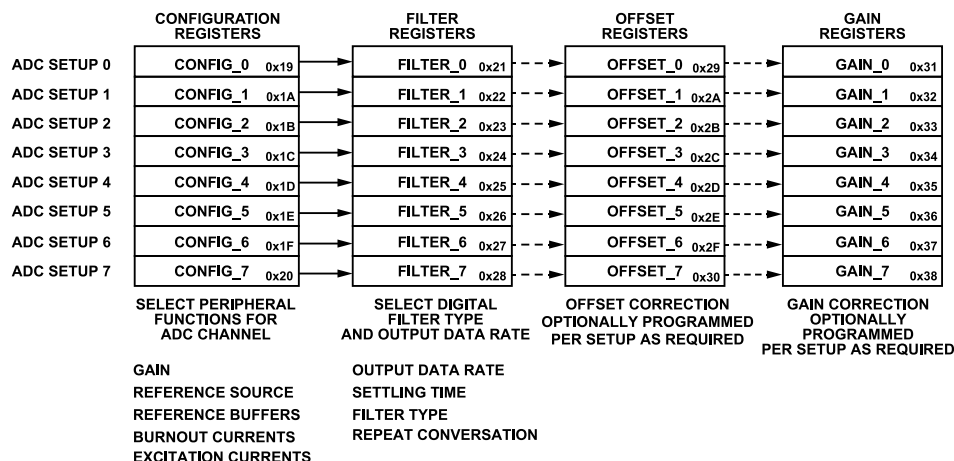 CONFIGURATION REGISTERS
FILTER REGISTERS
OFFSET REGISTERS
GAIN REGISTERS
ADC SETUP 0 CONFIG_0 0x19 FILTER_0 0x21 OFFSET_0 0x29 GAIN_0 0x31
ADC SETUP 1 CONFIG_1 0x1A FILTER_1 0x22 OFFSET_1 0x2A GAIN_1 0x32
ADC SETUP 2 CONFIG_2 0x1B FILTER_2 0x23 OFFSET_2 0x2B GAIN_2 0x33
ADC SETUP 3 CONFIG_3 0x1C FILTER_3 0x24 OFFSET_3 0x2C GAIN_3 0x34
ADC SETUP 4 CONFIG_4 0x1D FILTER_4 0x25 OFFSET_4 0x2D GAIN_4 0x35
ADC SETUP 5 CONFIG_5 0x1E FILTER_5 0x26 OFFSET_5 0x2E GAIN_5 0x36
ADC SETUP 6 CONFIG_6 0x1F FILTER_6 0x27 OFFSET_6 0x2F GAIN_6 0x37
ADC SETUP 7 CONFIG_7 0x20 FILTER_7 0x28 OFFSET_7 0x30 GAIN_7 0x38
SELECT PERIPHERAL
FUNCTIONS FOR
ADC CHANNEL
SELECT DIGITAL
FILTER TYPE
AND OUTPUT DATA RATE
OFFSET CORRECTION
OPTIONALLY PROGRAMMED
PER SETUP AS REQUIRED
GAIN CORRECTION
OPTIONALLY
PROGRAMMED
PER SETUP AS REQUIRED
GAIN
REFERENCE SOURCE
REFERENCE BUFFERS
BURNOUT CURRENTS
EXCITATION CURRENTS
OUTPUT DATA RATE
SETTLING TIME
FILTER TYPE
REPEAT CONVERSATION